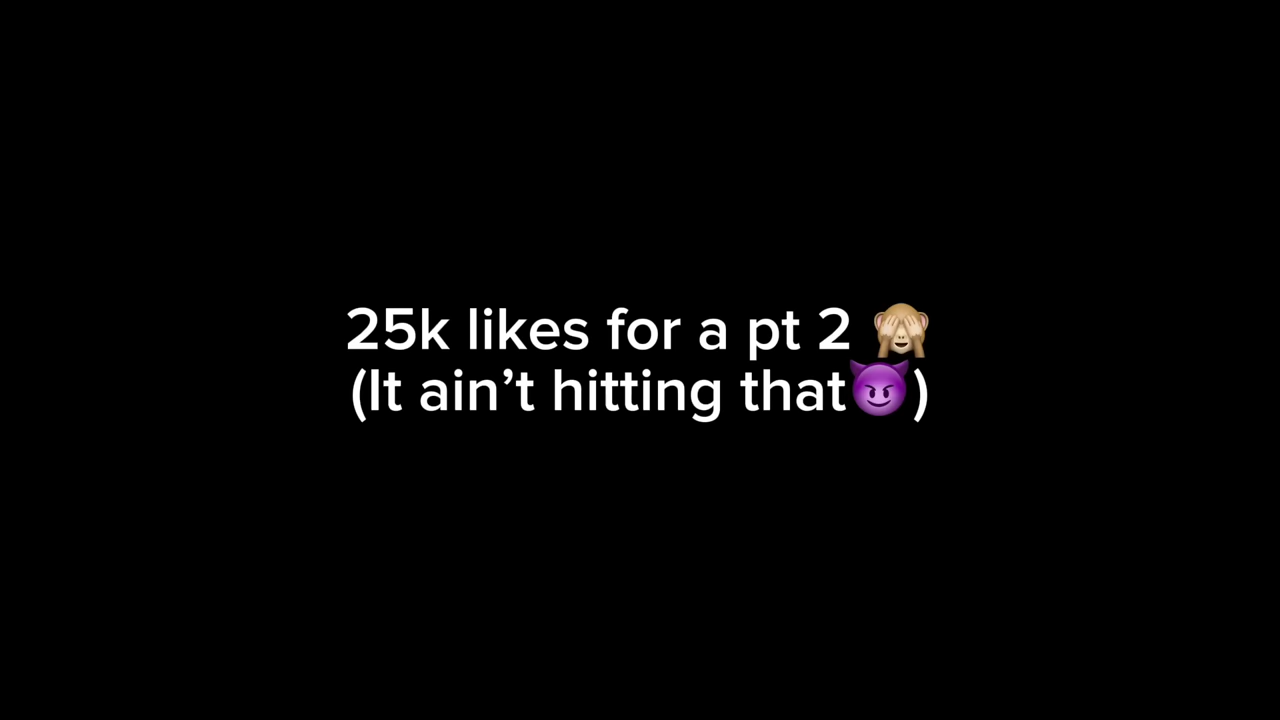 25k likes for a pt 2 🙈
(It ain’t hitting that😈)